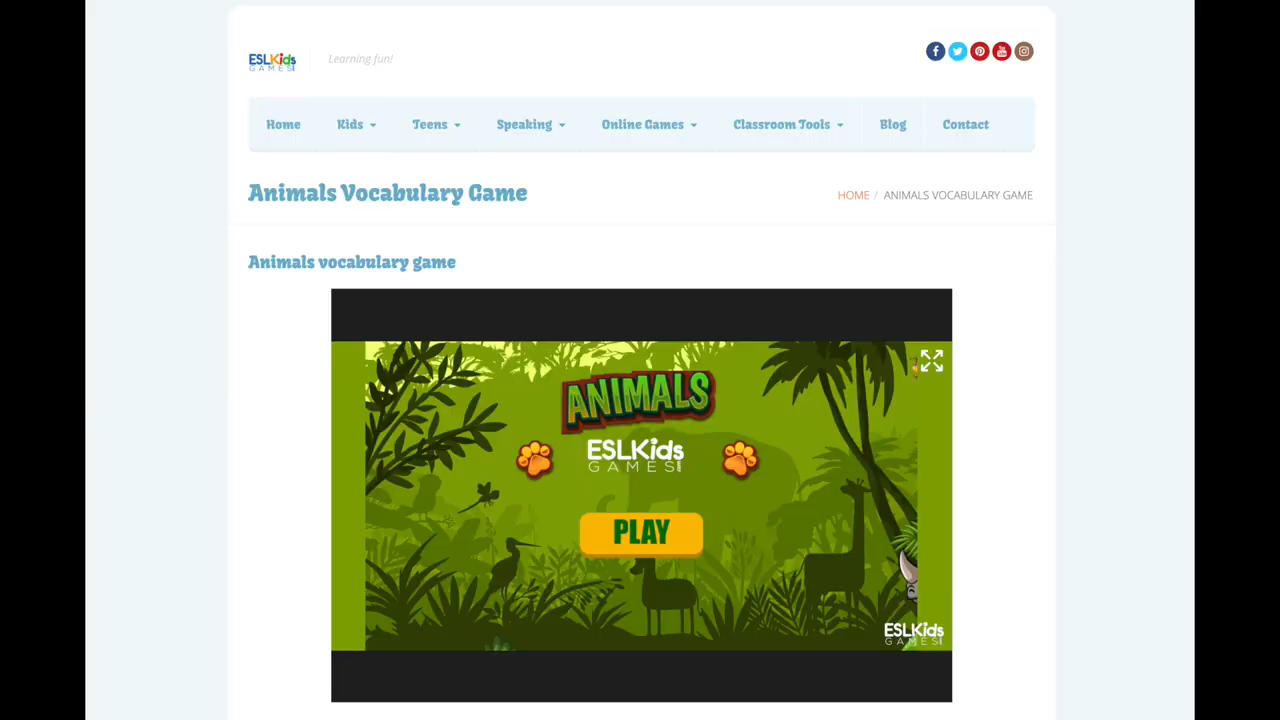 ESLKids
GAMES
Learning fun!
Home Kids Teens Speaking Online Games Classroom Tools Blog Contact
Animals Vocabulary Game
HOME / ANIMALS VOCABULARY GAME
Animals vocabulary game
ANIMALS
ESLKids
GAMES
PLAY
ESLKids
GAMES